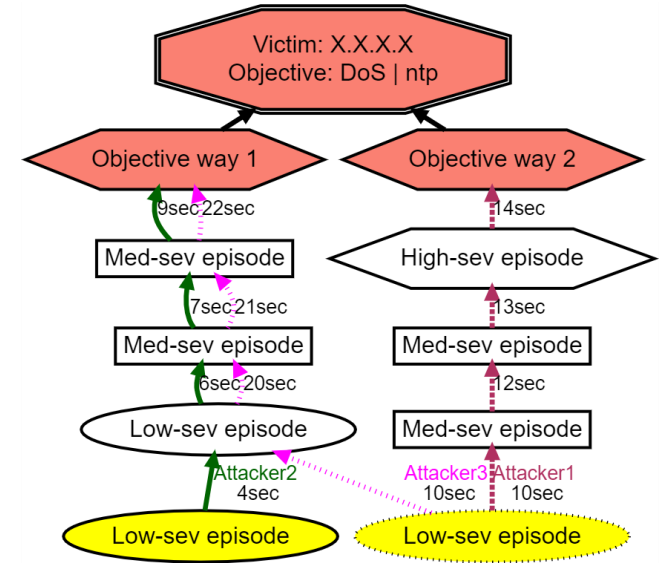 Victim: X.X.X.X
Objective: DoS | ntp
Objective way 1
Objective way 2
9sec 22sec
14sec
Med-sev episode
High-sev episode
7sec 21sec
13sec
Med-sev episode
Med-sev episode
6sec 20sec
12sec
Low-sev episode
Med-sev episode
Attacker2
4sec
Attacker3
10sec
Attacker1
10sec
Low-sev episode
Low-sev episode